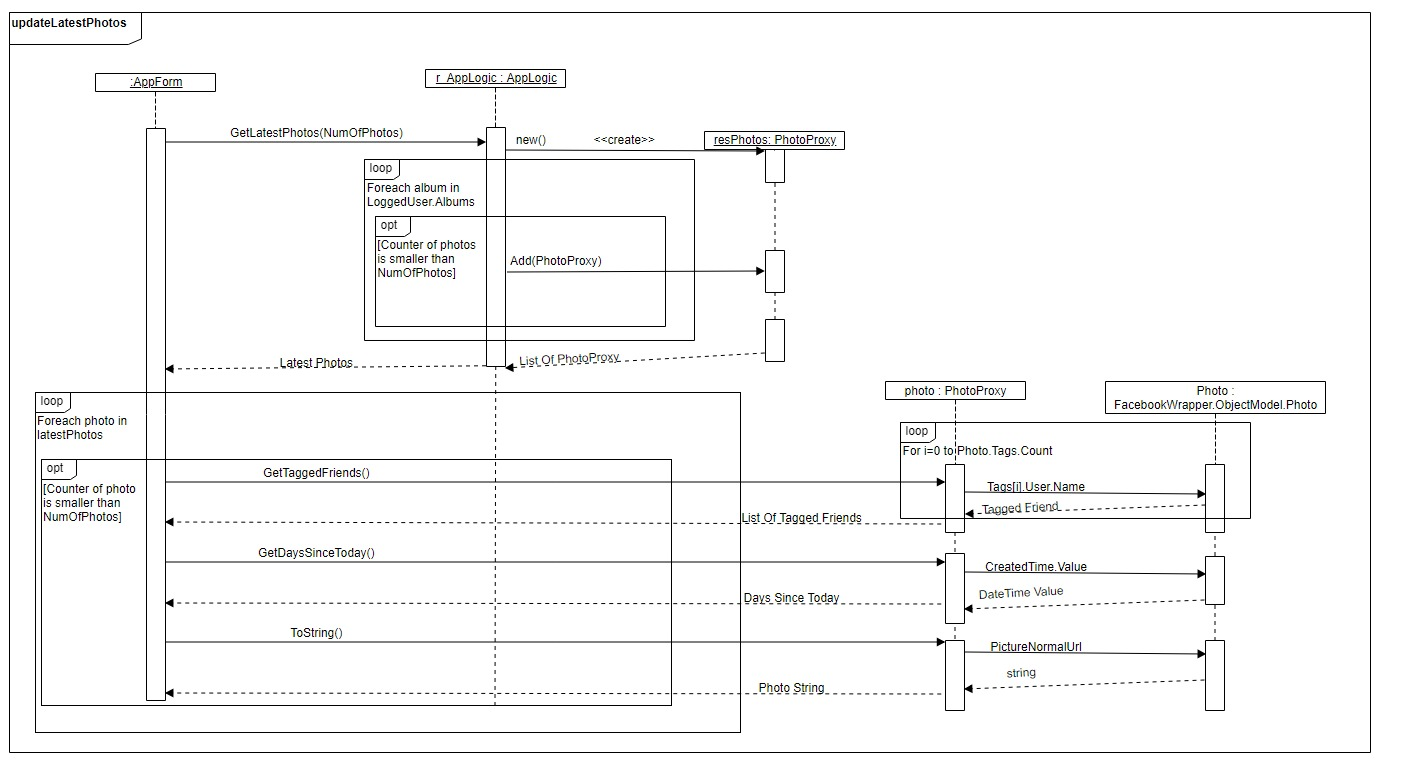 updateLatestPhotos
:AppForm
r_AppLogic : AppLogic
GetLatestPhotos(NumOfPhotos)
new()
<<create>>
resPhotos: PhotoProxy
loop
Foreach album in
LoggedUser.Albums
opt
[Counter of photos
is smaller than
NumOfPhotos]
Add(PhotoProxy)
Latest Photos
List Of PhotoProxy
photo : PhotoProxy
Photo :
FacebookWrapper.ObjectModel.Photo
loop
Foreach photo in
latestPhotos
loop
For i=0 to Photo.Tags.Count
opt
[Counter of photo
is smaller than
NumOfPhotos]
GetTaggedFriends()
Tags[i].User.Name
Tagged Friend
List Of Tagged Friends
GetDaysSinceToday()
CreatedTime.Value
DateTime Value
Days Since Today
ToString()
PictureNormalUrl
string
Photo String